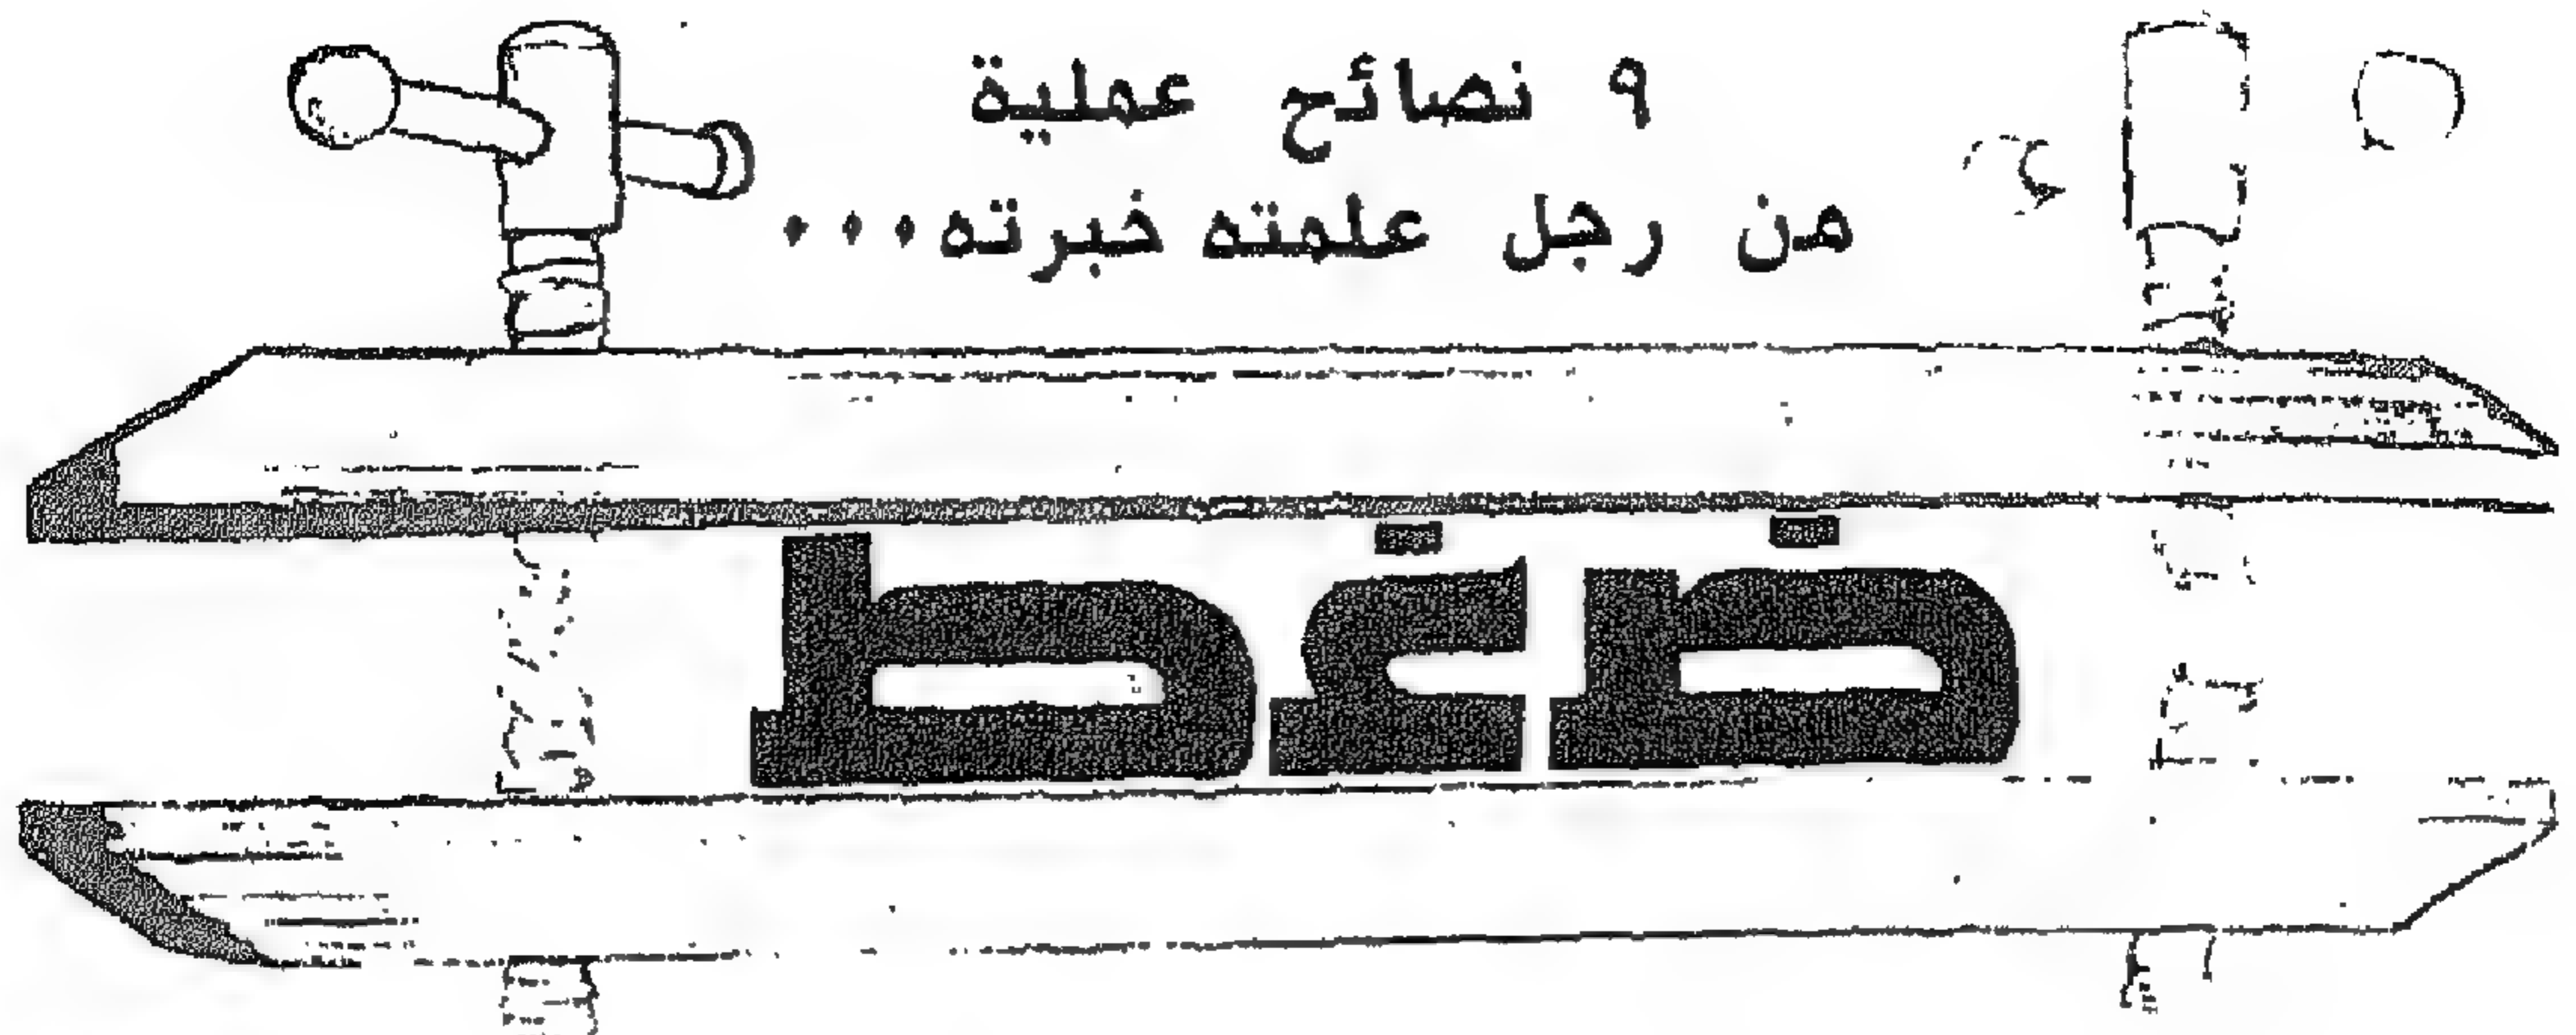 ٩ نصائح عملية
من رجل علمته خبرته...
ضغط